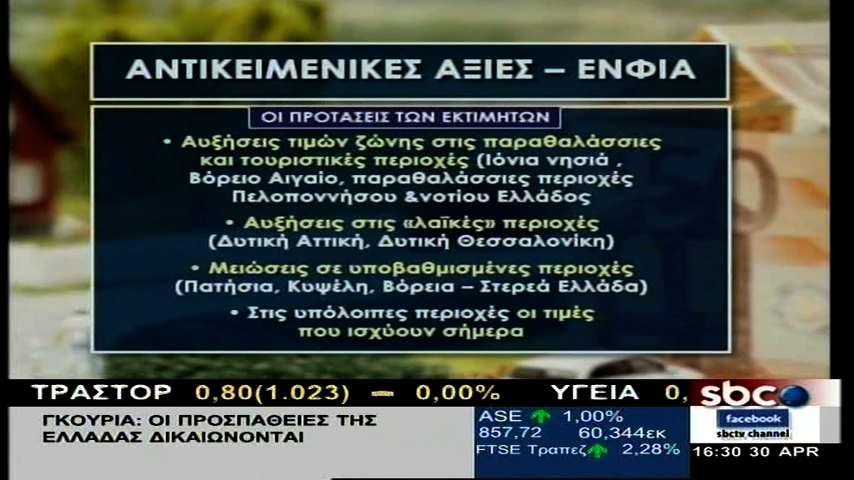 ΑΝΤΙΚΕΙΜΕΝΙΚΕΣ ΑΞΙΕΣ – ΕΝΦΙΑ
ΟΙ ΠΡΟΤΑΣΕΙΣ ΤΩΝ ΕΚΤΙΜΗΤΩΝ
• Αυξήσεις τιμών ζώνης στις παραθαλάσσιες
και τουριστικές περιοχές (Ιόνια νησιά ,
Βόρειο Αιγαίο, παραθαλάσσιες περιοχές
Πελοποννήσου &νοτίου Ελλάδος
• Αυξήσεις στις «λαϊκές» περιοχές
(Δυτική Αττική, Δυτική Θεσσαλονίκη)
• Μειώσεις σε υποβαθμισμένες περιοχές
(Πατήσια, Κυψέλη, Βόρεια – Στερεά Ελλάδα)
• Στις υπόλοιπες περιοχές οι τιμές
που ισχύουν σήμερα
ΤΡΑΣΤΟΡ 0,80(1.023) 0,00% ΥΓΕΙΑ 0,
sbc
facebook
sbctv channel
ΓΚΟΥΡΙΑ: ΟΙ ΠΡΟΣΠΑΘΕΙΕΣ ΤΗΣ
ΕΛΛΑΔΑΣ ΔΙΚΑΙΩΝΟΝΤΑΙ
ASE 1,00%
857,72 60,344εκ
FTSE Τραπεζ 2,28%
16:30 30 APR